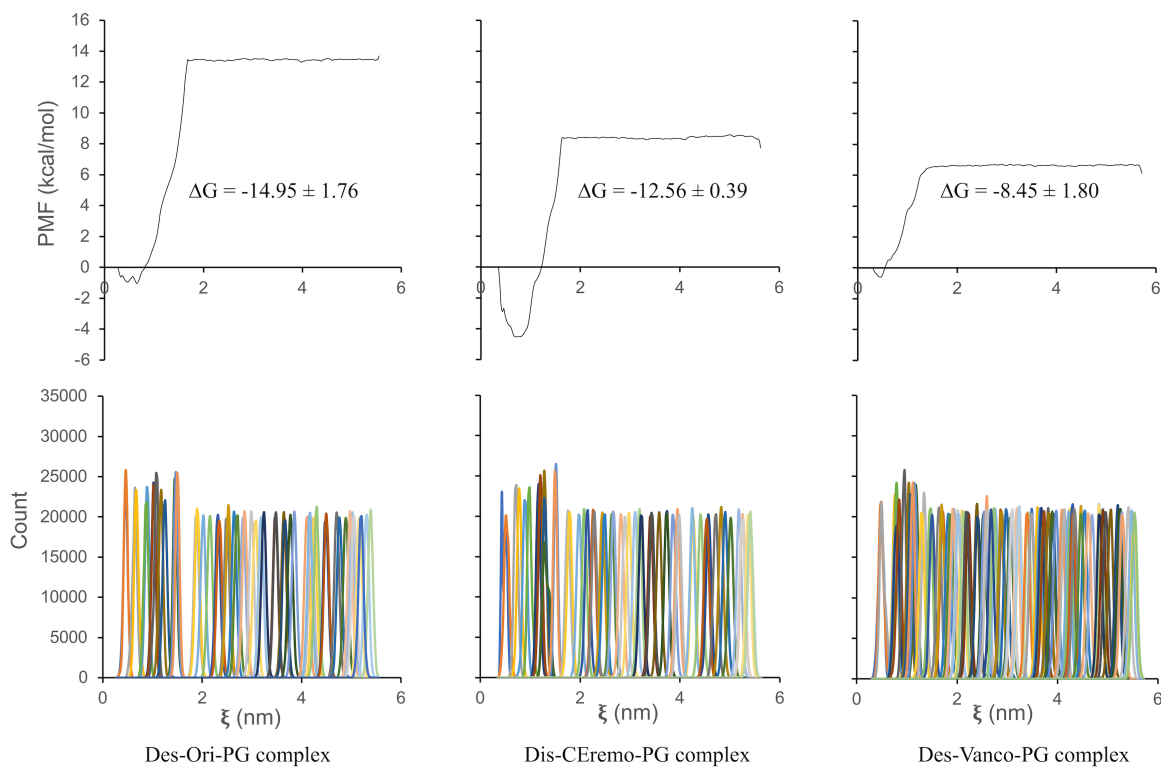 16
14
12
10
8
6
4
2
0
-2
-4
-6
PMF (kcal/mol)
ΔG = -14.95 ± 1.76
0 2 4 6
ΔG = -12.56 ± 0.39
0 2 4 6
ΔG = -8.45 ± 1.80
0 2 4 6
35000
30000
25000
20000
15000
10000
5000
0
Count
0 2 4 6
ξ (nm)
Des-Ori-PG complex
0 2 4 6
ξ (nm)
Dis-CEremo-PG complex
0 2 4 6
ξ (nm)
Des-Vanco-PG complex